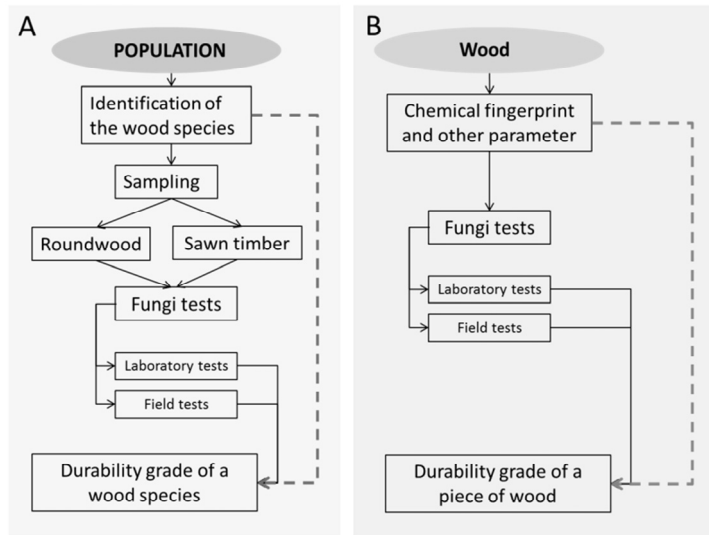 A
POPULATION
Identification of
the wood species
Sampling
Roundwood
Sawn timber
Fungi tests
Laboratory tests
Field tests
Durability grade of a
wood species
B
Wood
Chemical fingerprint
and other parameter
Fungi tests
Laboratory tests
Field tests
Durability grade of a
piece of wood